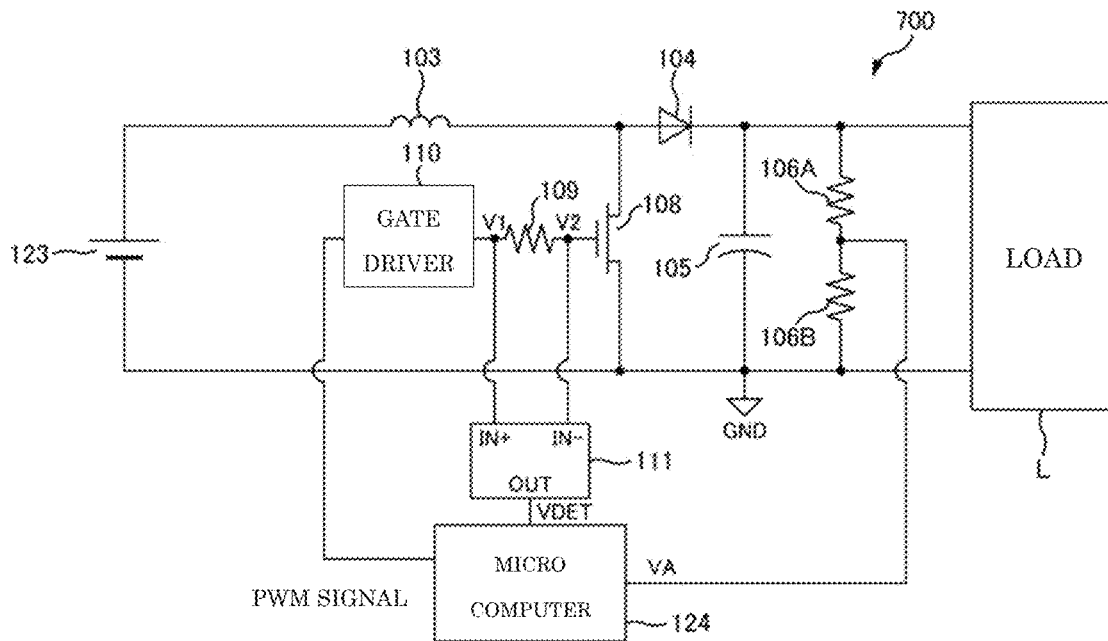 700
103
104
110
GATE
DRIVER
V1
109
V2
108
123
105
106A
106B
LOAD
GND
IN+
IN-
OUT
111
L
VDET
MICRO
COMPUTER
VA
PWM SIGNAL
124